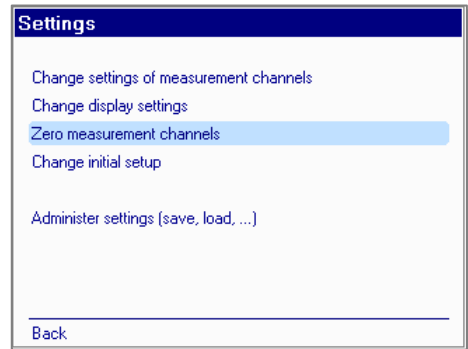 Settings
Change settings of measurement channels
Change display settings
Zero measurement channels
Change initial setup
Administer settings (save, load, ...)
Back